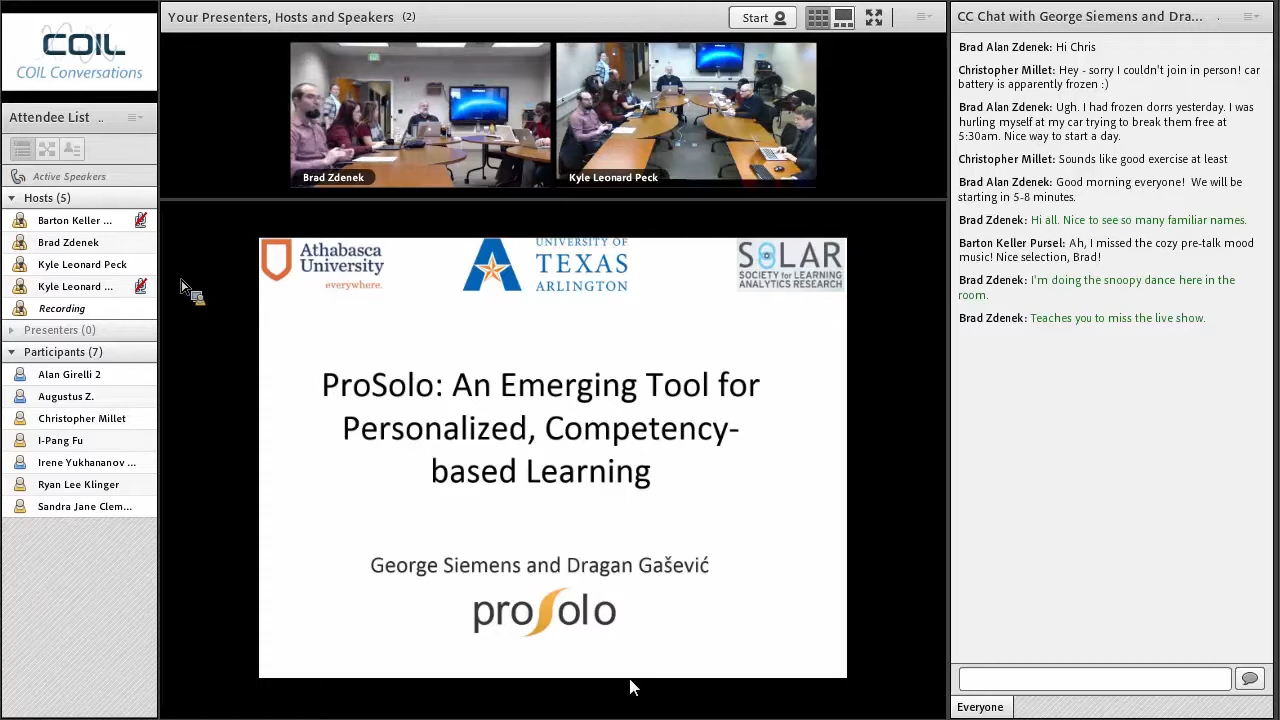 COIL
COIL Conversations
Attendee List ..
Active Speakers
Hosts (5)
Barton Keller ...
Brad Zdenek
Kyle Leonard Peck
Kyle Leonard ...
Recording
Presenters (0)
Participants (7)
Alan Girelli 2
Augustus Z.
Christopher Millet
I-Pang Fu
Irene Yukhananov ...
Ryan Lee Klinger
Sandra Jane Clem...
Your Presenters, Hosts and Speakers (2)
Start
Brad Zdenek
Kyle Leonard Peck
Athabasca
University
everywhere.
UNIVERSITY OF
TEXAS
ARLINGTON
SOLAR
SOCIETY for LEARNING
ANALYTICS RESEARCH
ProSolo: An Emerging Tool for
Personalized, Competency-
based Learning
George Siemens and Dragan Gašević
proSolo
CC Chat with George Siemens and Dra... .
Brad Alan Zdenek: Hi Chris
Christopher Millet: Hey - sorry I couldn't join in person! car
battery is apparently frozen :)
Brad Alan Zdenek: Ugh. I had frozen dorrs yesterday. I was
hurling myself at my car trying to break them free at
5:30am. Nice way to start a day.
Christopher Millet: Sounds like good exercise at least
Brad Alan Zdenek: Good morning everyone! We will be
starting in 5-8 minutes.
Brad Zdenek: Hi all. Nice to see so many familiar names.
Barton Keller Pursel: Ah, I missed the cozy pre-talk mood
music! Nice selection, Brad!
Brad Zdenek: I'm doing the snoopy dance here in the
room.
Brad Zdenek: Teaches you to miss the live show.
Everyone